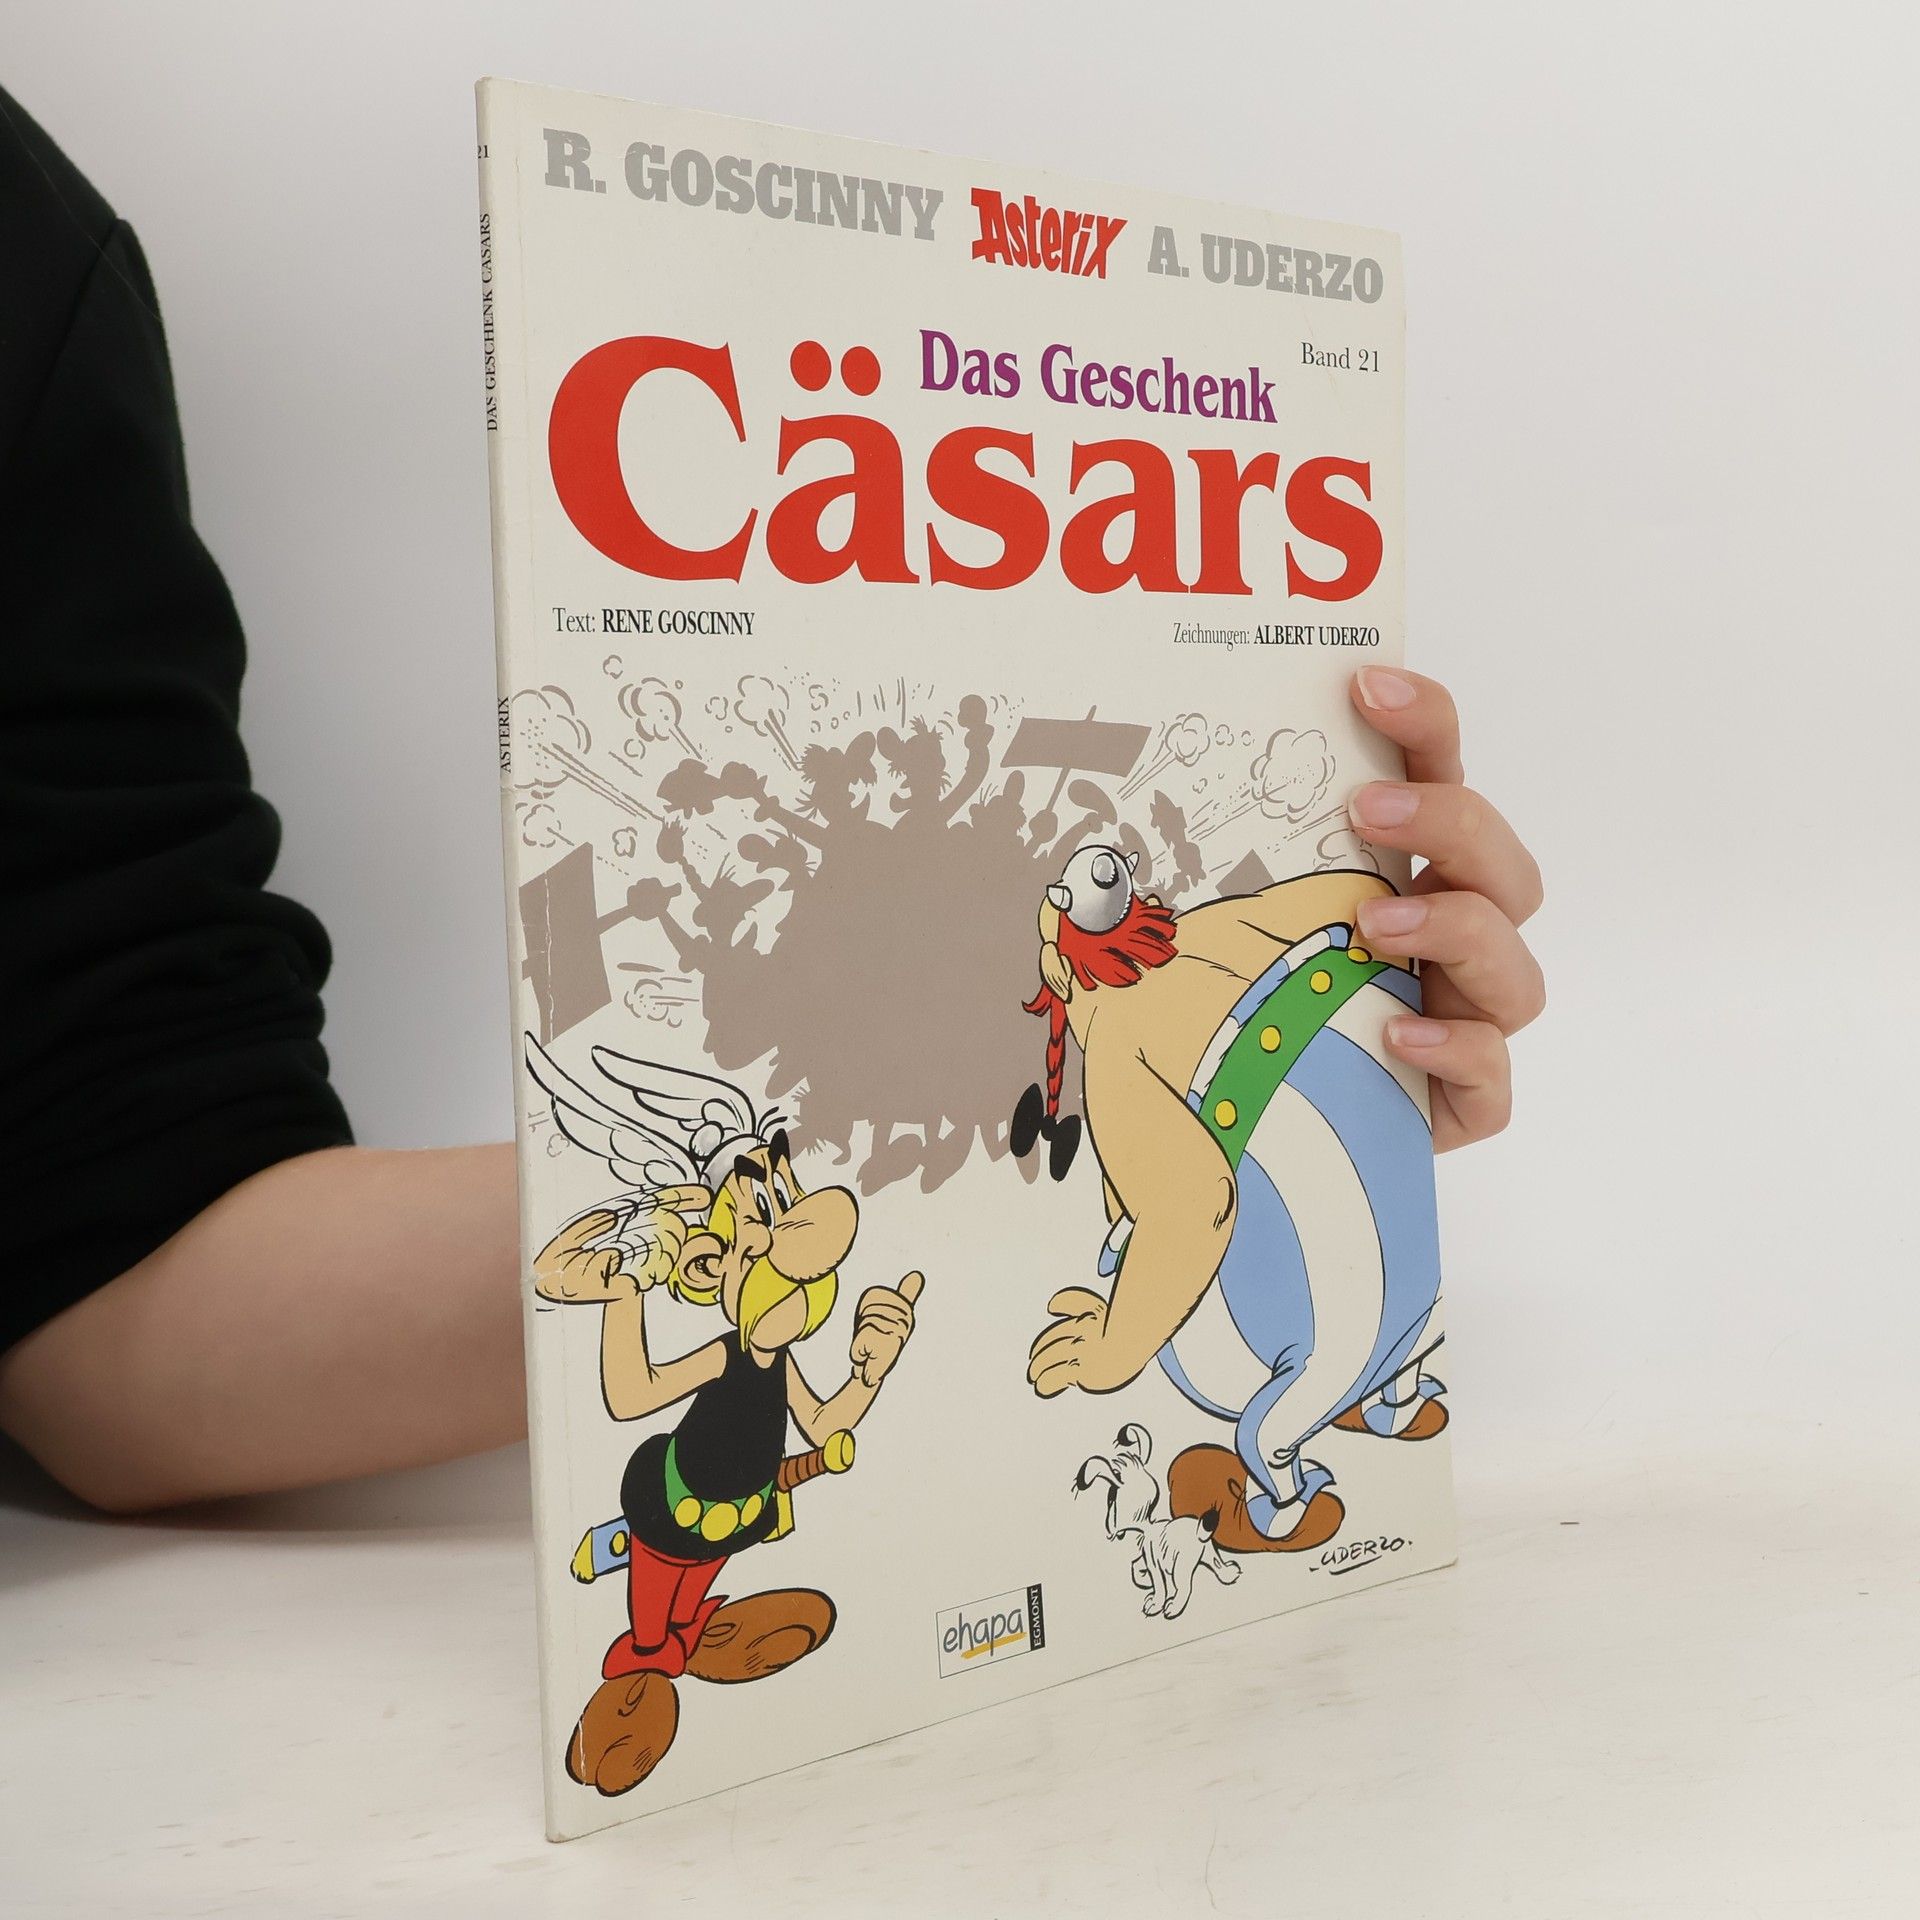 R. GOSCINNY Asterix A. UDERZO
Das Geschenk
Band 21
Cäsars
Text: RENE GOSCINNY
Zeichnungen: ALBERT UDERZO
UDERZO.
ehapa
EGMONT
21
DAS GESCHENK CÄSARS
ASTERIX